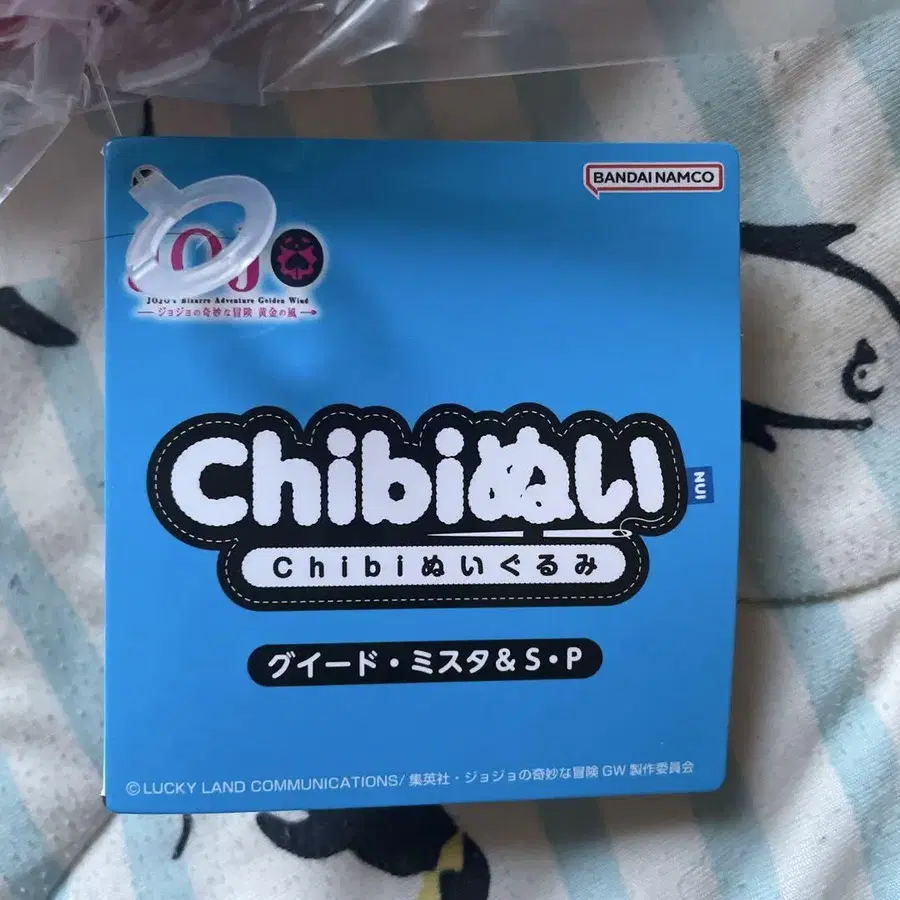 BANDAI NAMCO
JOJO
JOJO's Bizarre Adventure Golden Wind
ジョジョの奇妙な冒険 黄金の風
Chibiぬい
NUI
Chibiぬいぐるみ
グイード・ミスタ&S・P
©LUCKY LAND COMMUNICATIONS/集英社・ジョジョの奇妙な冒険 GW 製作委員会